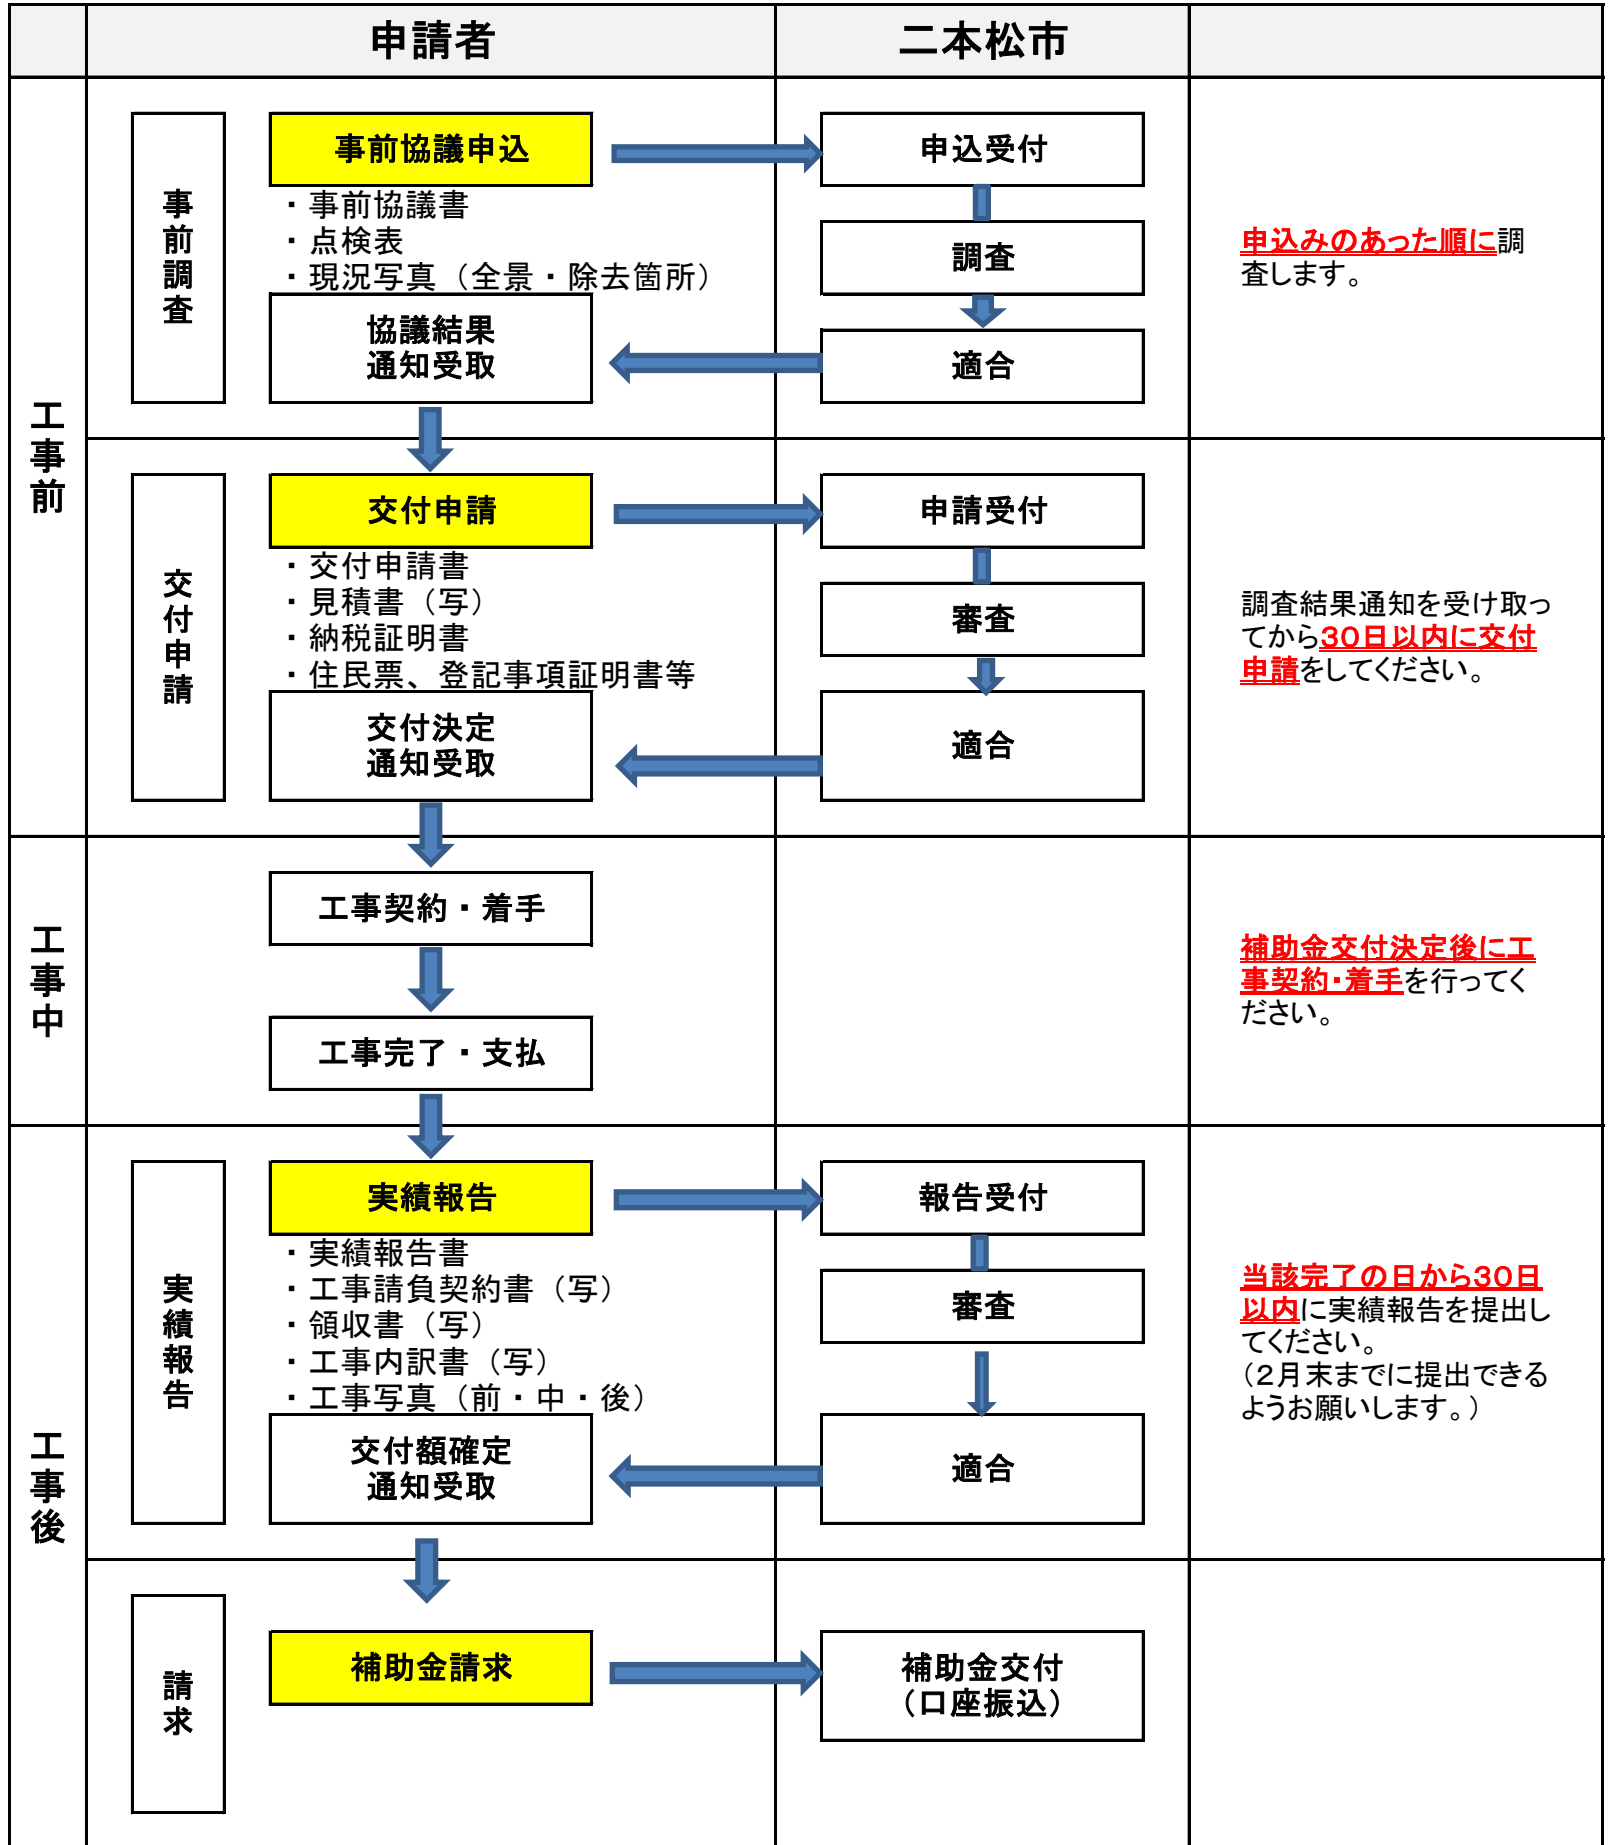 申請者
二本松市
工事前
事前調査
事前協議申込
・事前協議書
・点検表
・現況写真（全景・除去箇所）
協議結果
通知受取
申込受付
調査
適合
申込みのあった順に調
査します。
交付申請
交付申請
・交付申請書
・見積書（写）
・納税証明書
・住民票、登記事項証明書等
交付決定
通知受取
申請受付
審査
適合
調査結果通知を受け取っ
てから３０日以内に交付
申請をしてください。
工事中
工事契約・着手
工事完了・支払
補助金交付決定後に工
事契約・着手を行ってく
ださい。
工事後
実績報告
実績報告
・実績報告書
・工事請負契約書（写）
・領収書（写）
・工事内訳書（写）
・工事写真（前・中・後）
交付額確定
通知受取
報告受付
審査
適合
当該完了の日から３０日
以内に実績報告を提出し
てください。
（２月末までに提出できる
ようお願いします。）
請求
補助金請求
補助金交付
（口座振込）